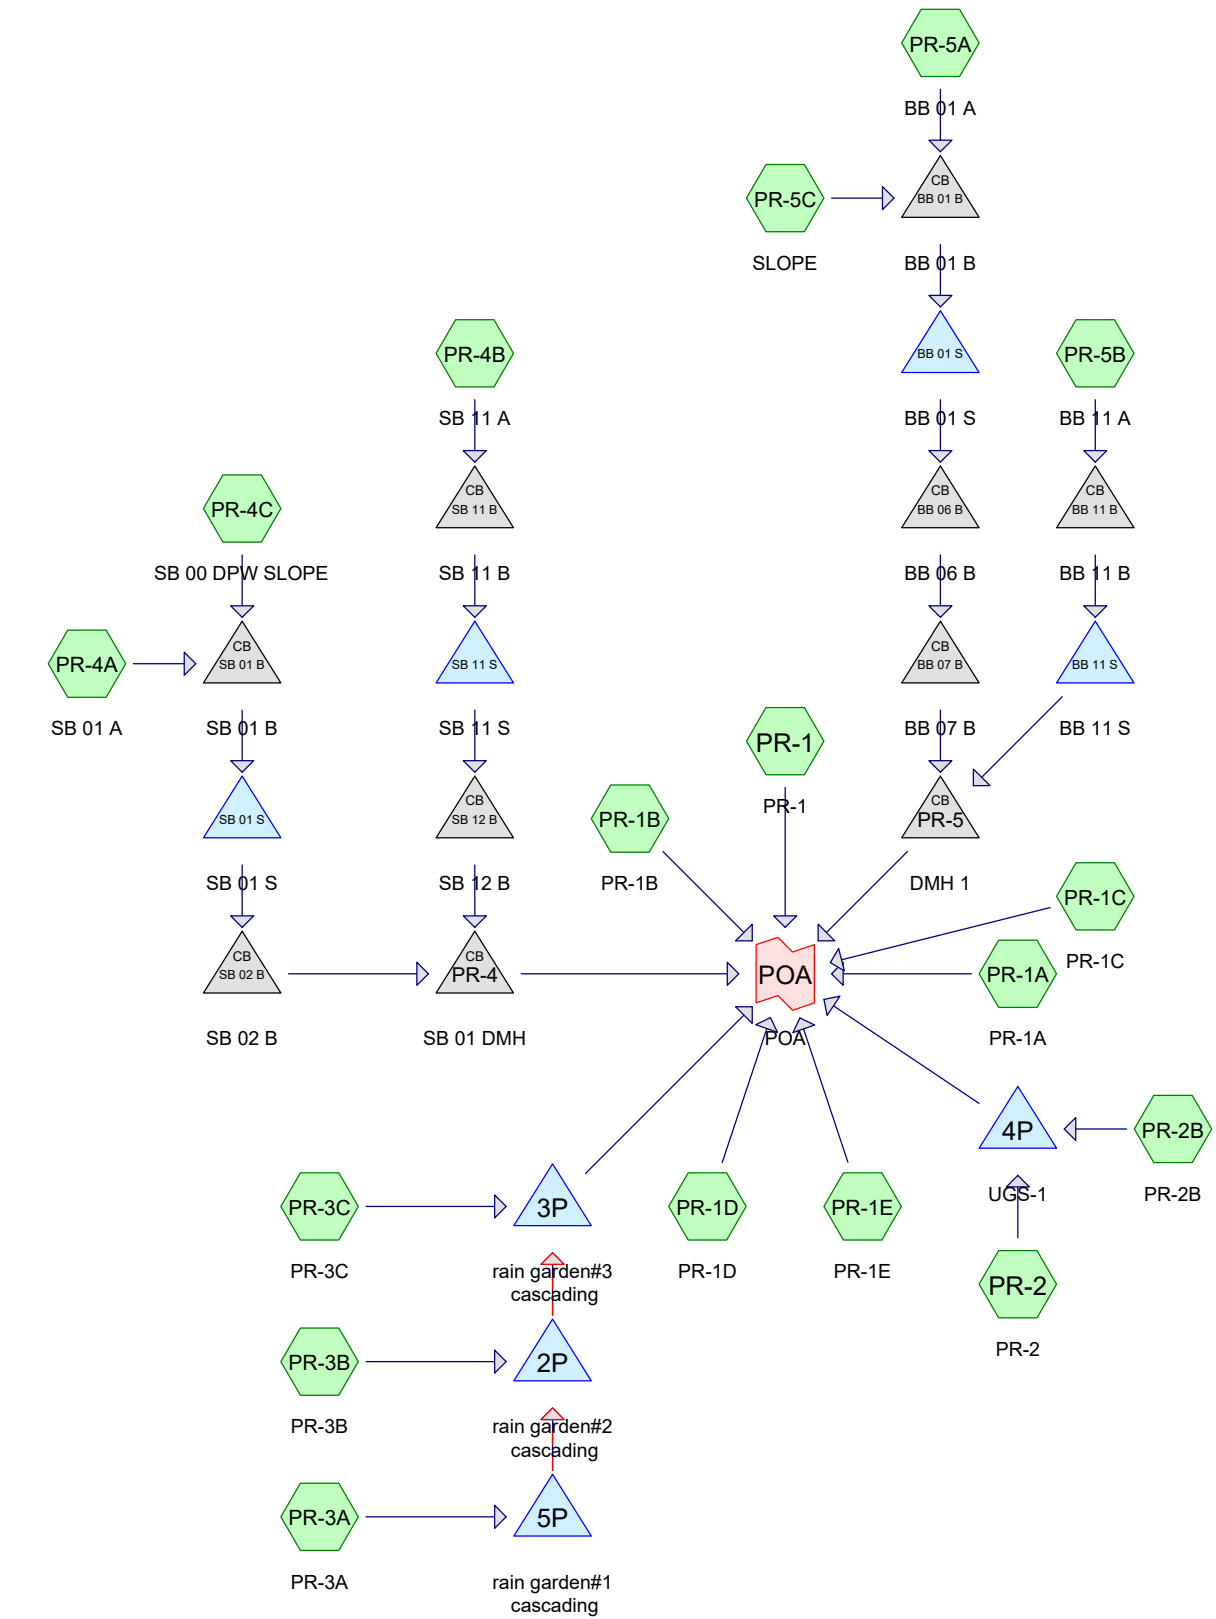 PR-5A
BB 01 A
CB
BB 01 B
PR-5C
SLOPE
BB 01 B
BB 01 S
PR-4B
PR-5B
SB 11 A
BB 01 S
BB 11 A
CB
SB 11 B
CB
BB 06 B
CB
BB 11 B
PR-4C
SB 00 DPW SLOPE
SB 11 B
BB 06 B
BB 11 B
PR-4A
CB
SB 01 B
SB 11 S
CB
BB 07 B
BB 11 S
SB 01 A
SB 01 B
SB 11 S
BB 07 B
BB 11 S
PR-1
PR-1
SB 01 S
CB
SB 12 B
PR-1B
CB
PR-5
SB 01 S
SB 12 B
PR-1B
DMH 1
PR-1C
PR-1C
CB
SB 02 B
CB
PR-4
POA
PR-1A
SB 02 B
SB 01 DMH
POA
PR-1A
4P
PR-2B
UGS-1
PR-2B
PR-3C
3P
PR-1D
PR-1E
PR-3C
rain garden#3
cascading
PR-1D
PR-1E
PR-2
PR-2
PR-3B
2P
PR-3B
rain garden#2
cascading
PR-3A
5P
PR-3A
rain garden#1
cascading